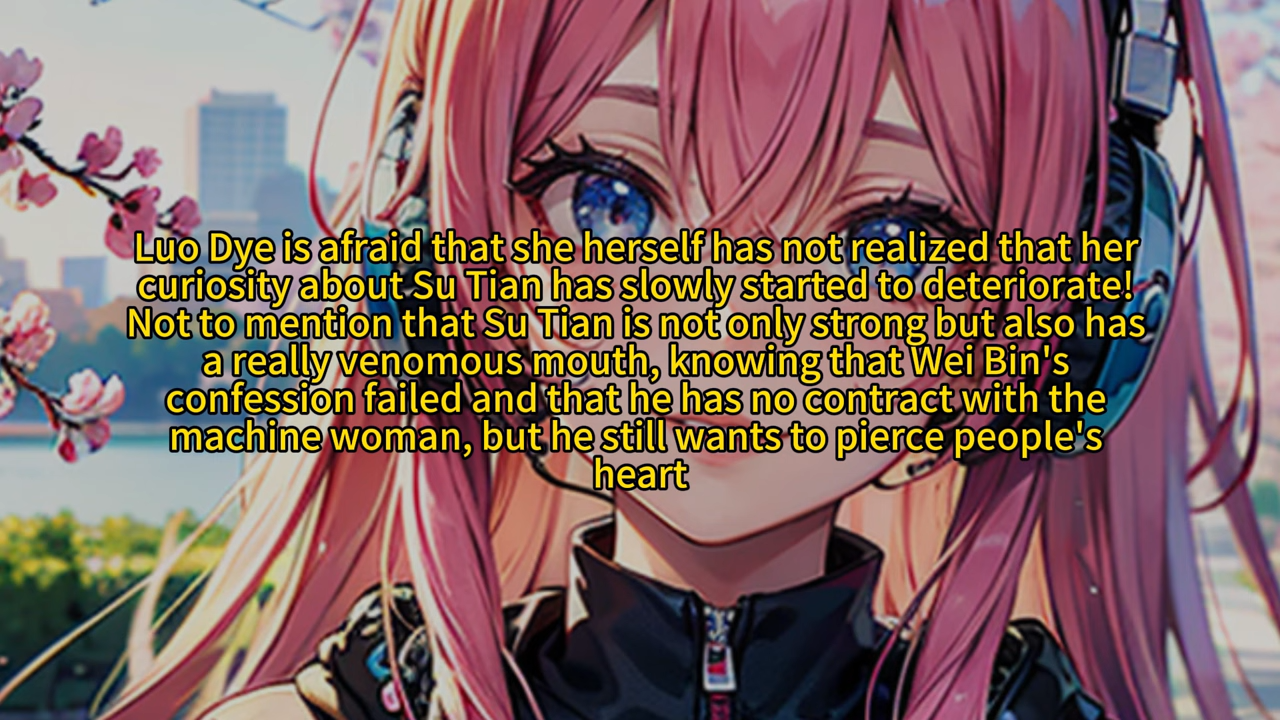 Luo Dye is afraid that she herself has not realized that her
curiosity about Su Tian has slowly started to deteriorate!
Not to mention that Su Tian is not only strong but also has
a really venomous mouth, knowing that Wei Bin's
confession failed and that he has no contract with the
machine woman, but he still wants to pierce people's
heart